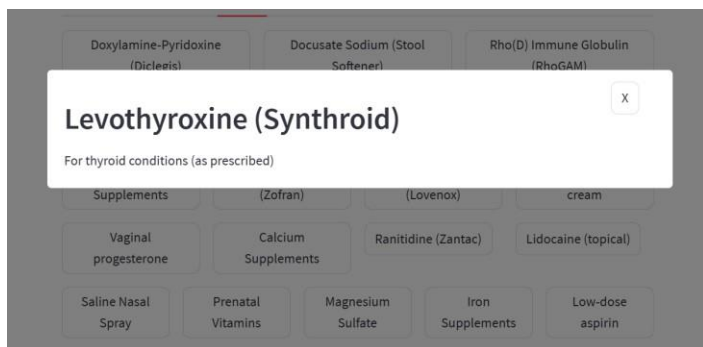 Doxylamine-Pyridoxine
(Diclegis)
Docusate Sodium (Stool
Softener)
Rho(D) Immune Globulin
(RhoGAM)
X
Levothyroxine (Synthroid)
For thyroid conditions (as prescribed)
Supplements
(Zofran)
(Lovenox)
cream
Vaginal
progesterone
Calcium
Supplements
Ranitidine (Zantac)
Lidocaine (topical)
Saline Nasal
Spray
Prenatal
Vitamins
Magnesium
Sulfate
Iron
Supplements
Low-dose
aspirin